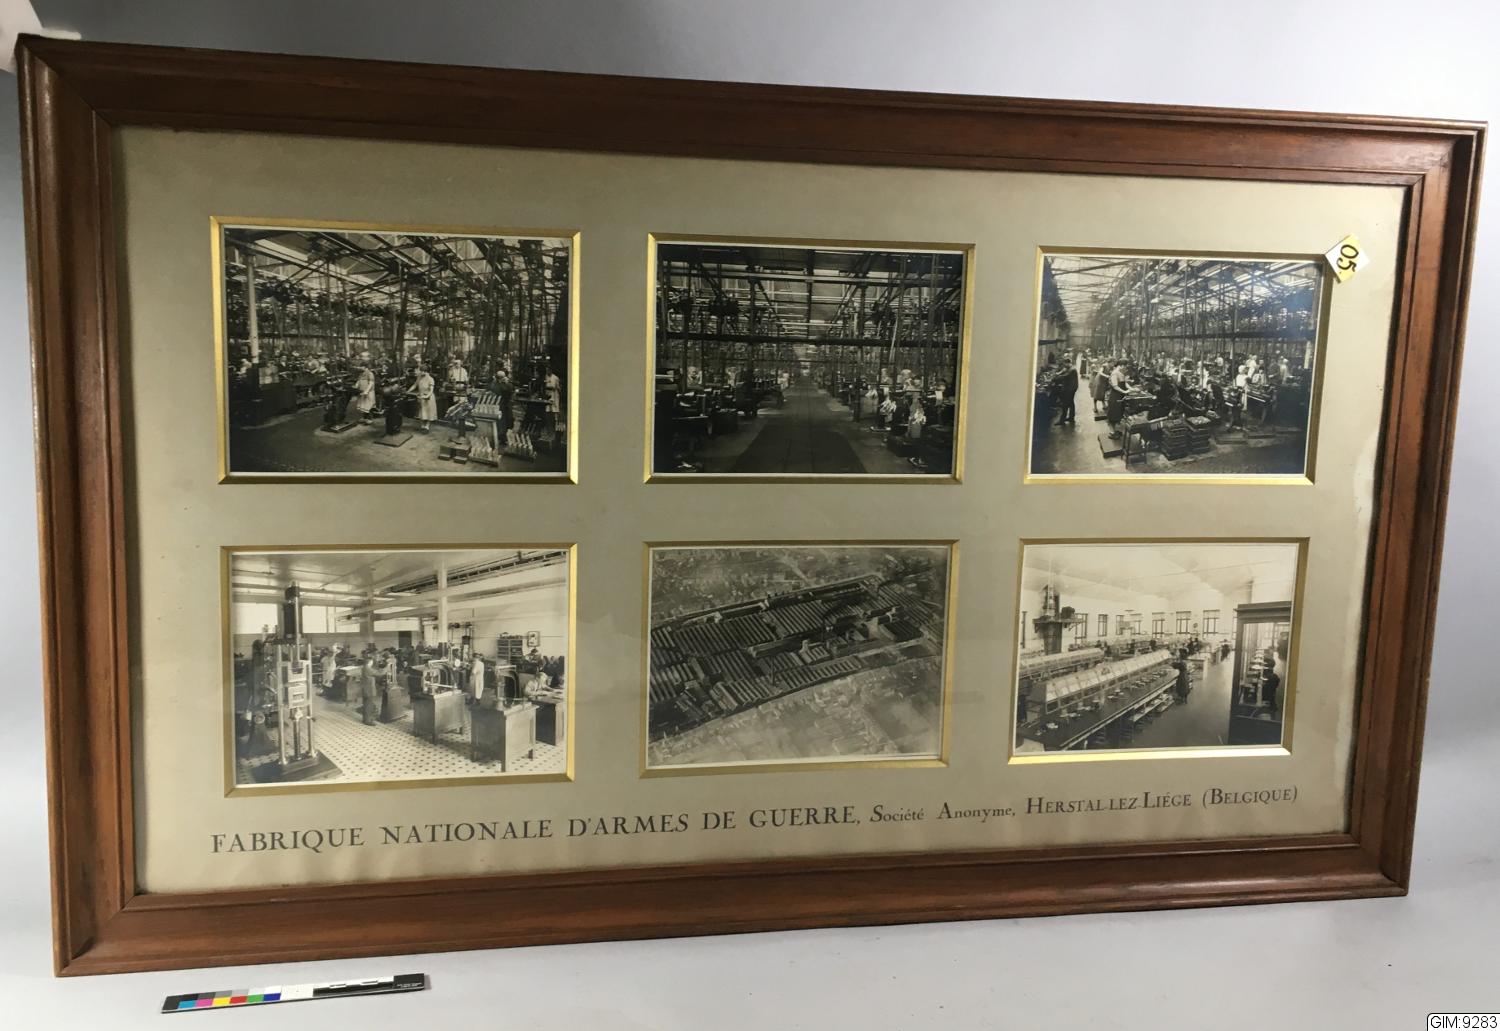 05.
FABRIQUE NATIONALE D'ARMES DE GUERRE, Société Anonyme, HERSTAL-LEZ-LIÉGE (BELGIQUE)
GIM:9283